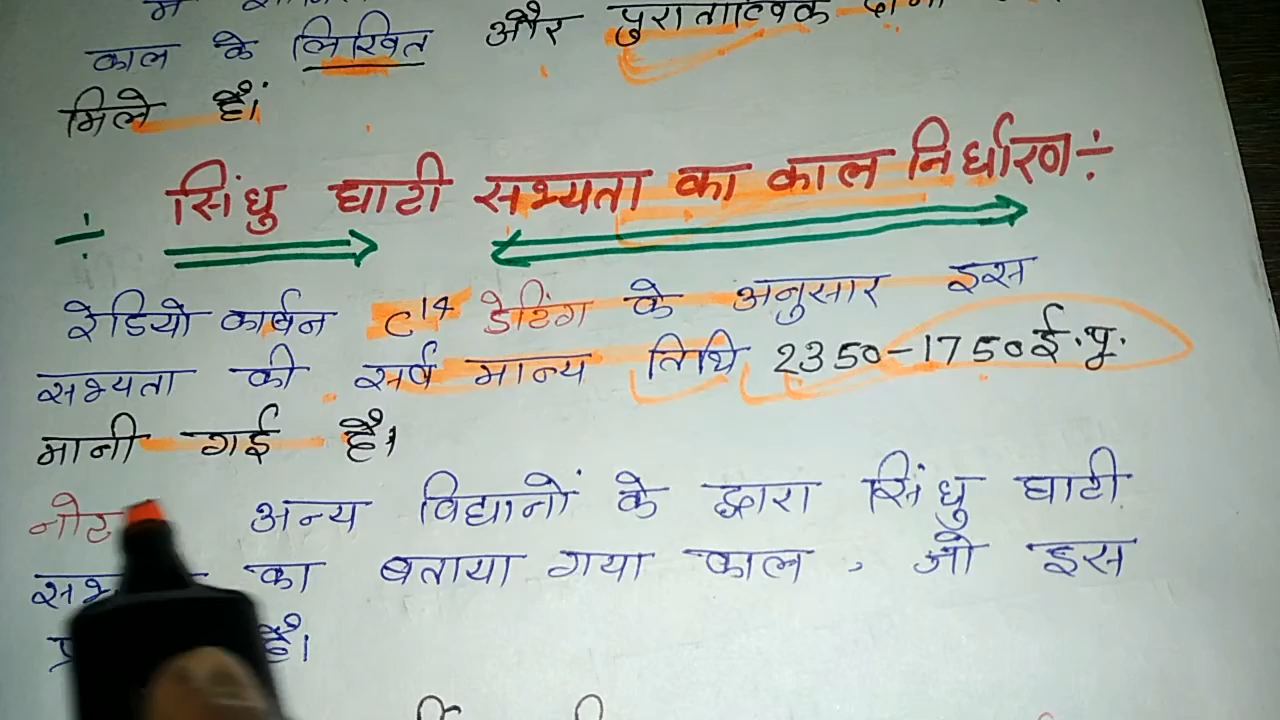 काल के लिखित और पुरातात्विक दोनों
मिले हैं।
÷ सिंधु घाटी सभ्यता का काल निर्धारण÷
रेडियो कार्बन C14 डेटिंग के अनुसार इस
सभ्यता की सर्व मान्य तिथि 2350-1750 ई.पू.
मानी गई है।
नोट अन्य विद्यानों के द्वारा सिंधु घाटी
का बताया गया काल, जो इस
हैं।